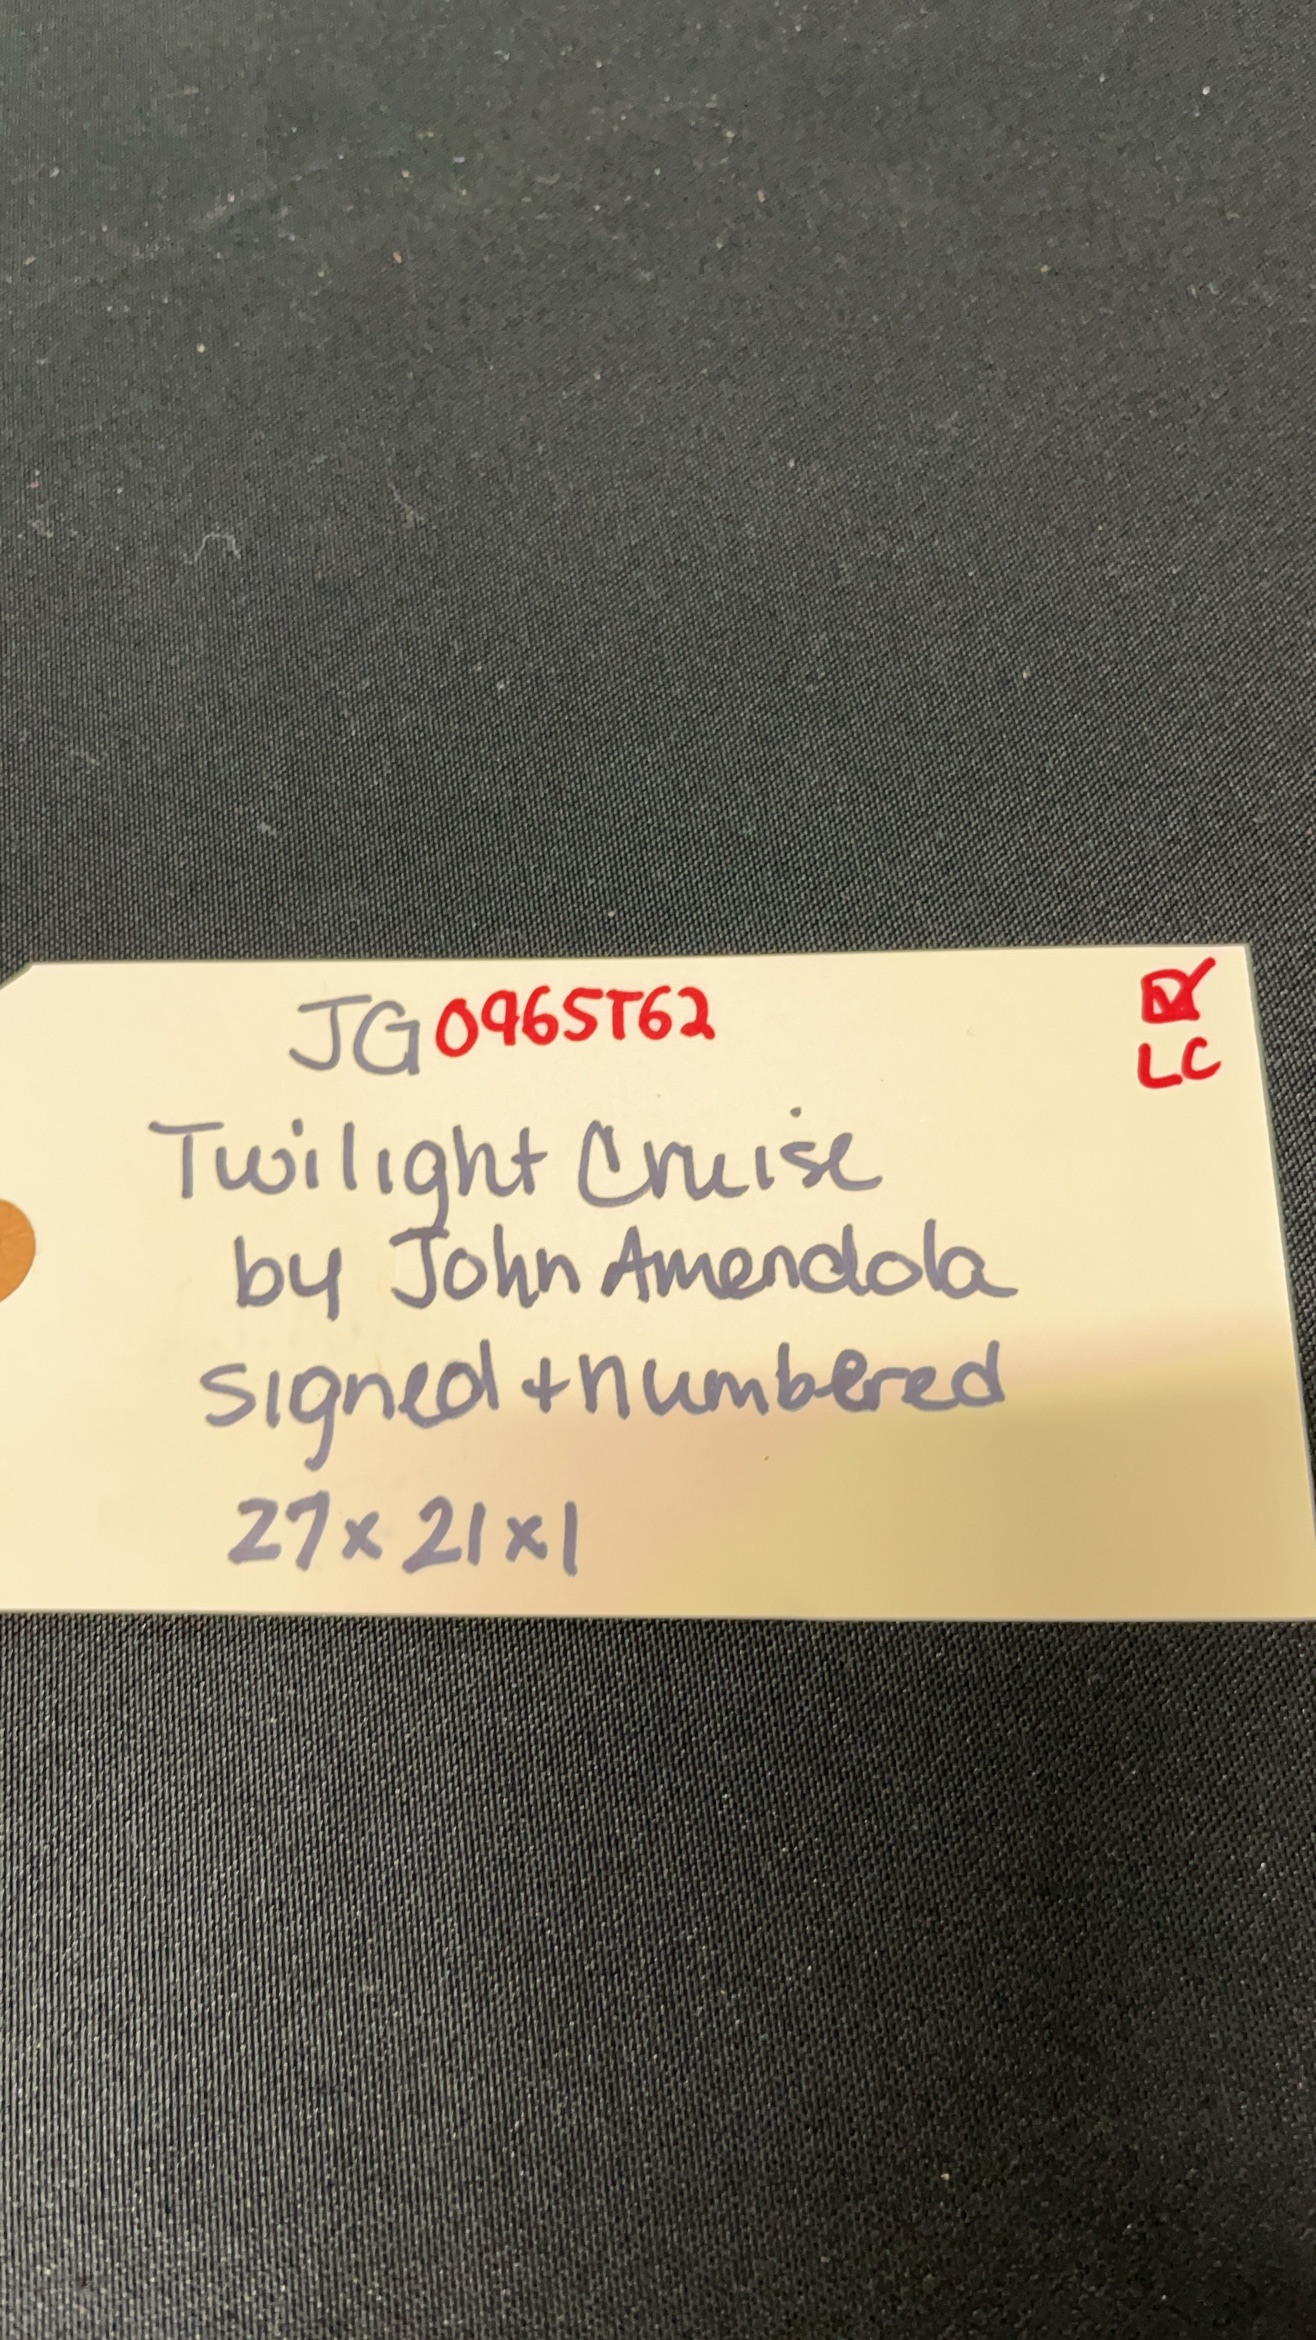 JG0965T62
☑
LC
Twilight Cruise
by John Amendola
signed + numbered
27 x 21 x 1